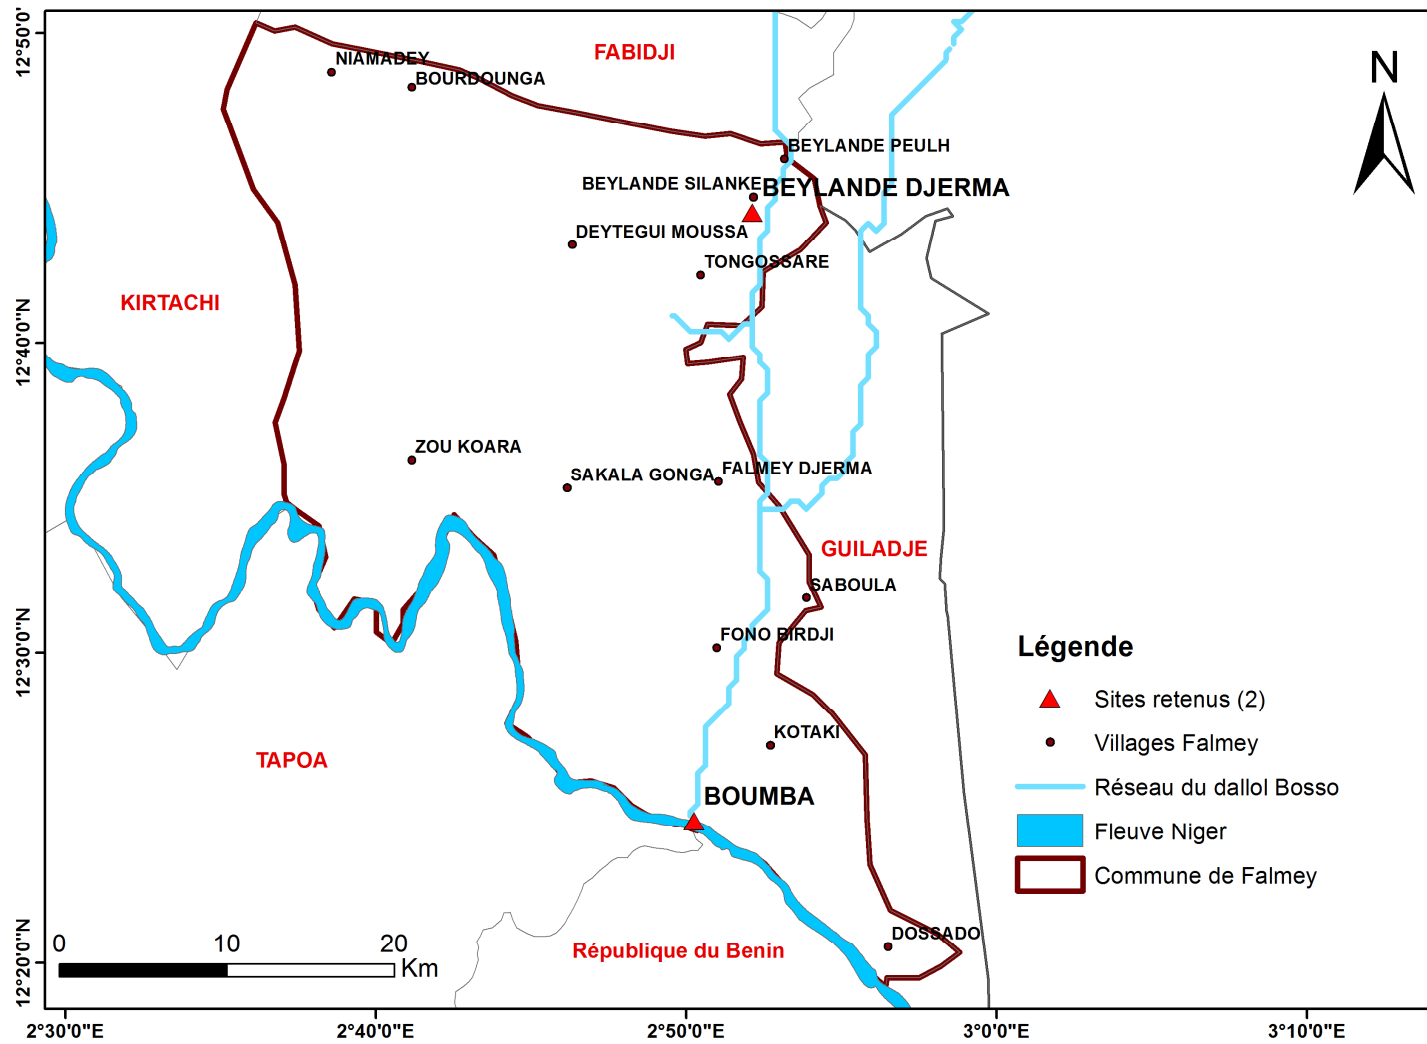 12°50'0'
FABIDJI
N
NIAMADEY
BOURDOUNGA
BEYLANDE PEULH
BEYLANDE SILANKE
BEYLANDE DJERMA
DEYTEGUI MOUSSA
TONGOSSARE
KIRTACHI
12°40'0"N
ZOU KOARA
SAKALA GONGA
FALMEY DJERMA
GUILADJE
SABOULA
FONO BIRDJI
12°30'0"N
KOTAKI
TAPOA
BOUMBA
Légende
Sites retenus (2)
Villages Falmey
Réseau du dallol Bosso
Fleuve Niger
Commune de Falmey
DOSSADO
République du Benin
12°20'0"N
0 10 20
Km
2°30'0"E 2°40'0"E 2°50'0"E 3°0'0"E 3°10'0"E